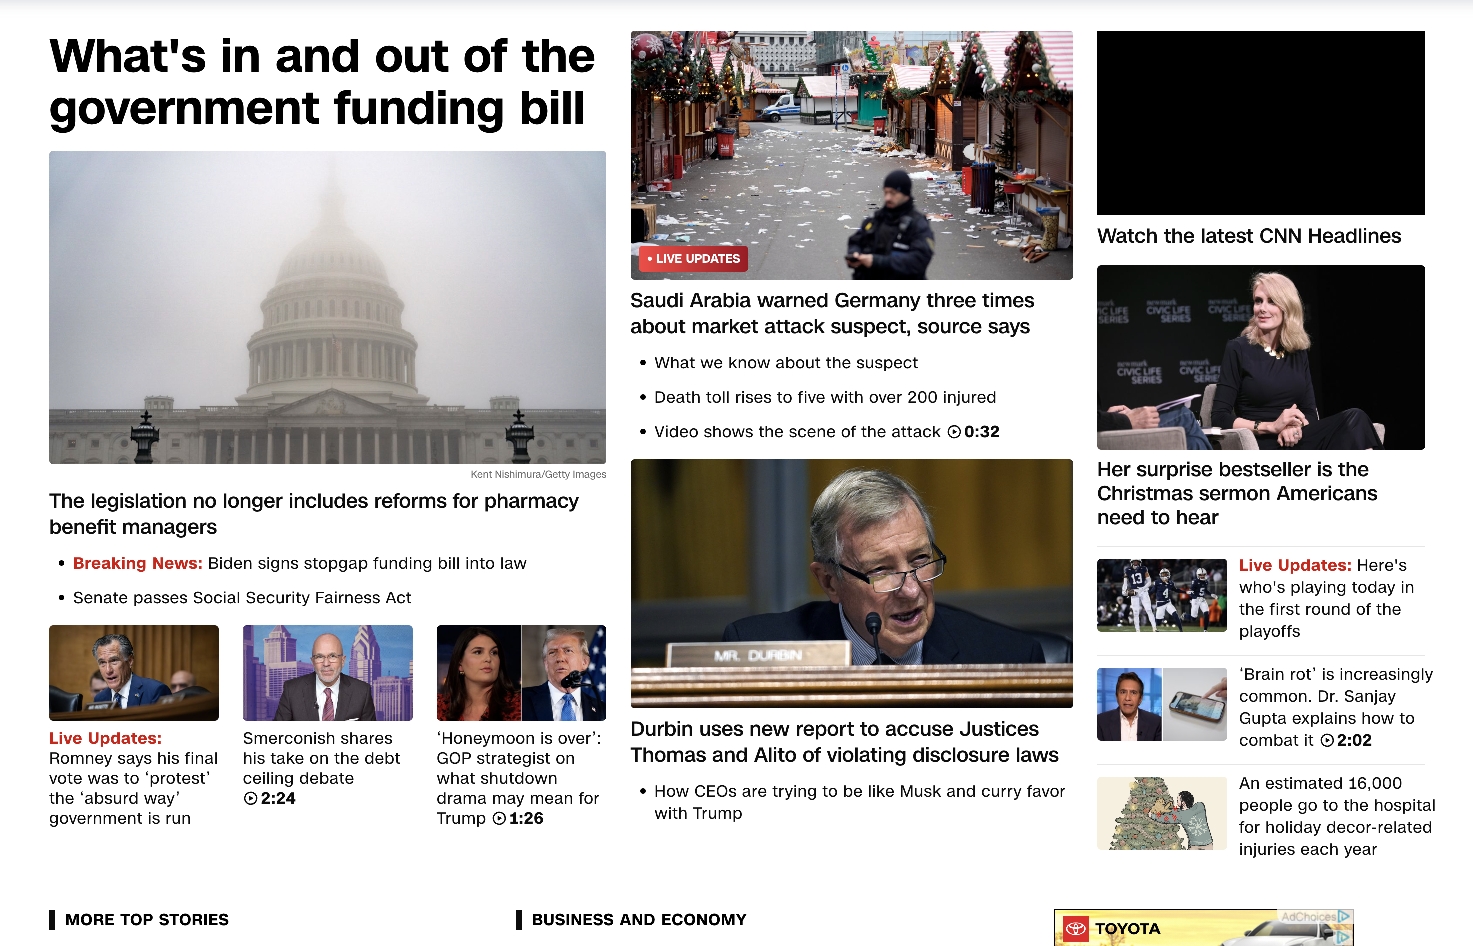 What's in and out of the
government funding bill
Kent Nishimura/Getty Images
The legislation no longer includes reforms for pharmacy
benefit managers
• Breaking News: Biden signs stopgap funding bill into law
• Senate passes Social Security Fairness Act
Live Updates:
Romney says his final
vote was to ‘protest’
the ‘absurd way’
government is run
Smerconish shares
his take on the debt
ceiling debate
2:24
‘Honeymoon is over’:
GOP strategist on
what shutdown
drama may mean for
Trump 1:26
• LIVE UPDATES
Saudi Arabia warned Germany three times
about market attack suspect, source says
• What we know about the suspect
• Death toll rises to five with over 200 injured
• Video shows the scene of the attack 0:32
MR. DURBIN
Durbin uses new report to accuse Justices
Thomas and Alito of violating disclosure laws
• How CEOs are trying to be like Musk and curry favor
with Trump
Watch the latest CNN Headlines
newmark
CIVIC LIFE
SERIES
Her surprise bestseller is the
Christmas sermon Americans
need to hear
Live Updates: Here's
who's playing today in
the first round of the
playoffs
13
4
5
‘Brain rot’ is increasingly
common. Dr. Sanjay
Gupta explains how to
combat it 2:02
An estimated 16,000
people go to the hospital
for holiday decor-related
injuries each year
MORE TOP STORIES
BUSINESS AND ECONOMY
AdChoices
TOYOTA